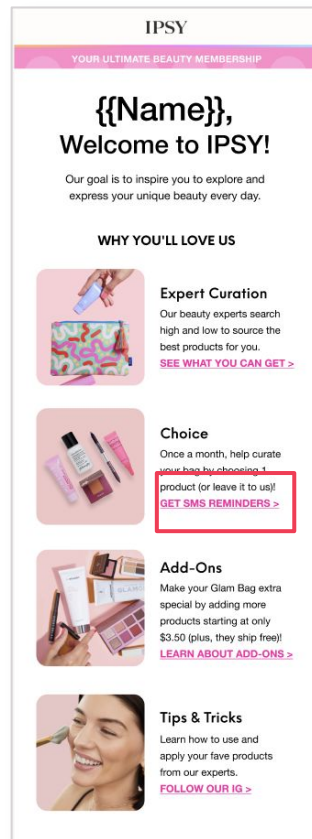 IPSY
YOUR ULTIMATE BEAUTY MEMBERSHIP
{{Name}},
Welcome to IPSY!
Our goal is to inspire you to explore and
express your unique beauty every day.
WHY YOU'LL LOVE US
Expert Curation
Our beauty experts search
high and low to source the
best products for you.
SEE WHAT YOU CAN GET >
Choice
Once a month, help curate
your bag by choosing 1
product (or leave it to us)!
GET SMS REMINDERS >
Add-Ons
Make your Glam Bag extra
special by adding more
products starting at only
$3.50 (plus, they ship free)!
LEARN ABOUT ADD-ONS >
Tips & Tricks
Learn how to use and
apply your fave products
from our experts.
FOLLOW OUR IG >